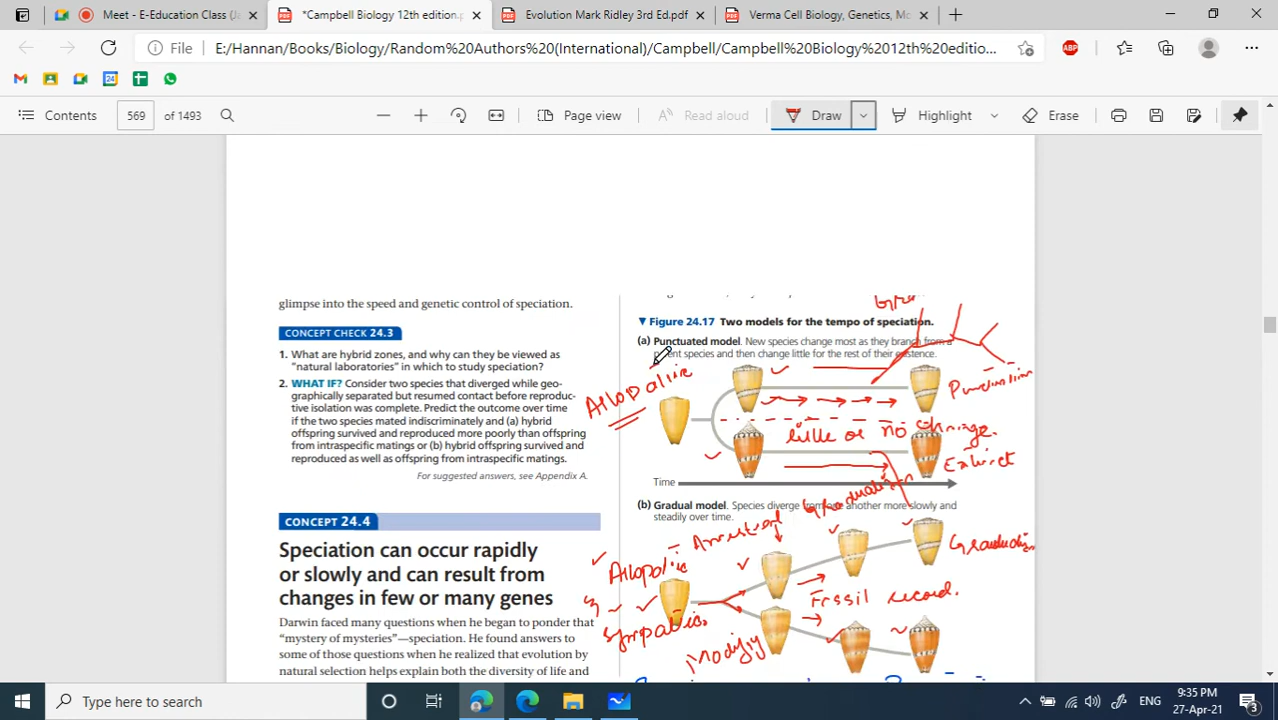 Meet - E-Education Class (Ja
*Campbell Biology 12th edition.p
Evolution Mark Ridley 3rd Ed.pdf
Verma Cell Biology, Genetics, Mo
File
E:/Hannan/Books/Biology/Random%20Authors%20(International)/Campbell/Campbell%20Biology%2012th%20editio...
ABP
Contents
569
of 1493
Page view
Read aloud
Draw
Highlight
Erase
glimpse into the speed and genetic control of speciation.
CONCEPT CHECK 24.3
1. What are hybrid zones, and why can they be viewed as
"natural laboratories" in which to study speciation?
2. WHAT IF? Consider two species that diverged while geo-
graphically separated but resumed contact before reproduc-
tive isolation was complete. Predict the outcome over time
if the two species mated indiscriminately and (a) hybrid
offspring survived and reproduced more poorly than offspring
from intraspecific matings or (b) hybrid offspring survived and
reproduced as well as offspring from intraspecific matings.
For suggested answers, see Appendix A.
CONCEPT 24.4
Speciation can occur rapidly
or slowly and can result from
changes in few or many genes
Darwin faced many questions when he began to ponder that
"mystery of mysteries"—speciation. He found answers to
some of those questions when he realized that evolution by
natural selection helps explain both the diversity of life and
▼ Figure 24.17 Two models for the tempo of speciation.
(a) Punctuated model. New species change most as they branch from a
parent species and then change little for the rest of their existence.
little or no change.
Extinct
Time
(b) Gradual model. Species diverge from one another more slowly and
steadily over time.
Ancestral
Fossil record.
Modifiy
Type here to search
ENG
9:35 PM
27-Apr-21
3